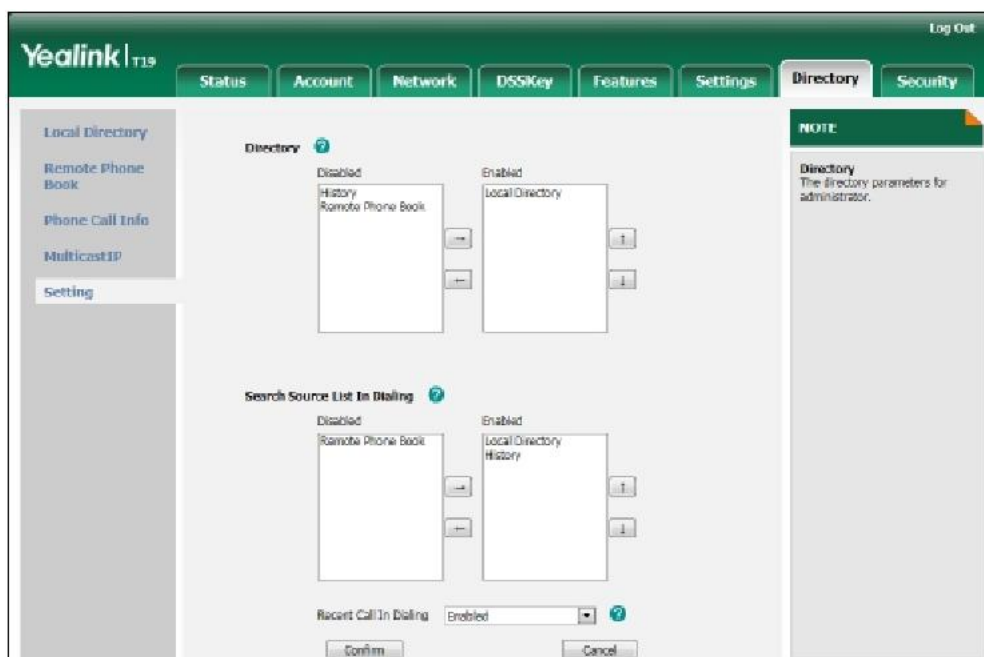 Log Out
Yealink T19
Status Account Network DSSKey Features Settings Directory Security
Local Directory
Remote Phone
Book
Phone Call Info
MulticastIP
Setting
Directory ?
Disabled Enabled
History
Remote Phone Book
Local Directory
→ ↑
← ↓
Search Source List In Dialing ?
Disabled Enabled
Remote Phone Book
Local Directory
History
→ ↑
← ↓
Recent Call In Dialing Enabled ?
Confirm Cancel
NOTE
Directory
The directory parameters for
administrator.